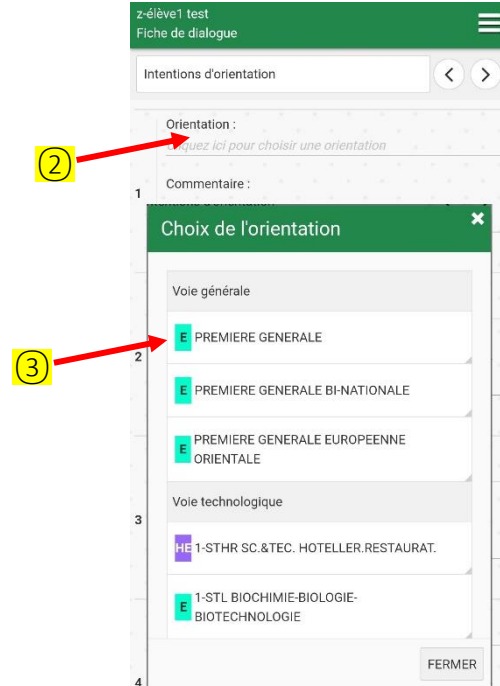 z-élève1 test
Fiche de dialogue
Intentions d'orientation
Orientation :
Cliquez ici pour choisir une orientation
②
Commentaire :
1
Choix de l'orientation
Voie générale
E PREMIERE GENERALE
③
2
E PREMIERE GENERALE BI-NATIONALE
E PREMIERE GENERALE EUROPEENNE
ORIENTALE
Voie technologique
3
HE 1-STHR SC.&TEC. HOTELLER.RESTAURAT.
E 1-STL BIOCHIMIE-BIOLOGIE-
BIOTECHNOLOGIE
FERMER
4